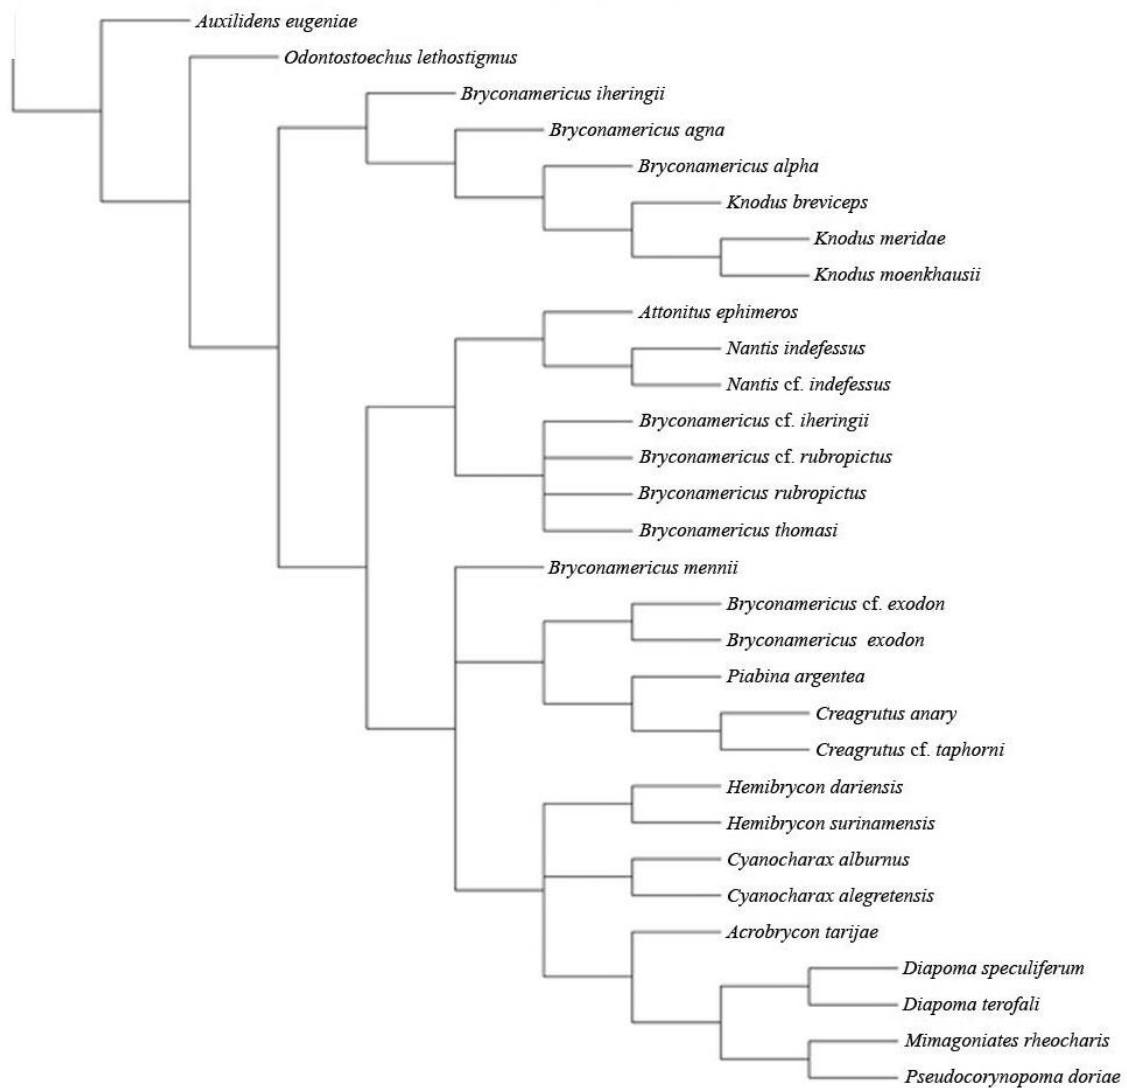 Auxilidens eugeniae
Odontostoechus lethostigmus
Bryconamericus iheringii
Bryconamericus agna
Bryconamericus alpha
Knodus breviceps
Knodus meridae
Knodus moenkhausii
Attonitus ephimeros
Nantis indefessus
Nantis cf. indefessus
Bryconamericus cf. iheringii
Bryconamericus cf. rubropictus
Bryconamericus rubropictus
Bryconamericus thomasi
Bryconamericus mennii
Bryconamericus cf. exodon
Bryconamericus exodon
Piabina argentea
Creagrutus anary
Creagrutus cf. taphorni
Hemibrycon dariensis
Hemibrycon surinamensis
Cyanocharax alburnus
Cyanocharax alegretensis
Acrobrycon tarijae
Diapoma speculiferum
Diapoma terofali
Mimagoniates rheocharis
Pseudocorynopoma doriae